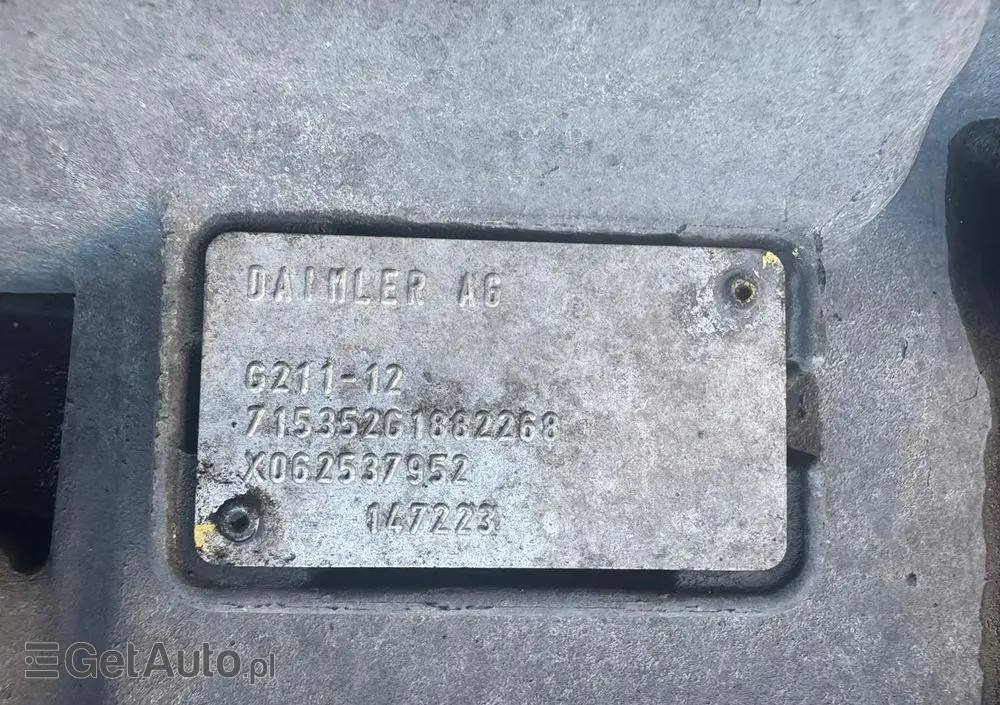 DAIMLER AG
G211-12
715352G1882268
X062537952
147223
GetAuto.pl